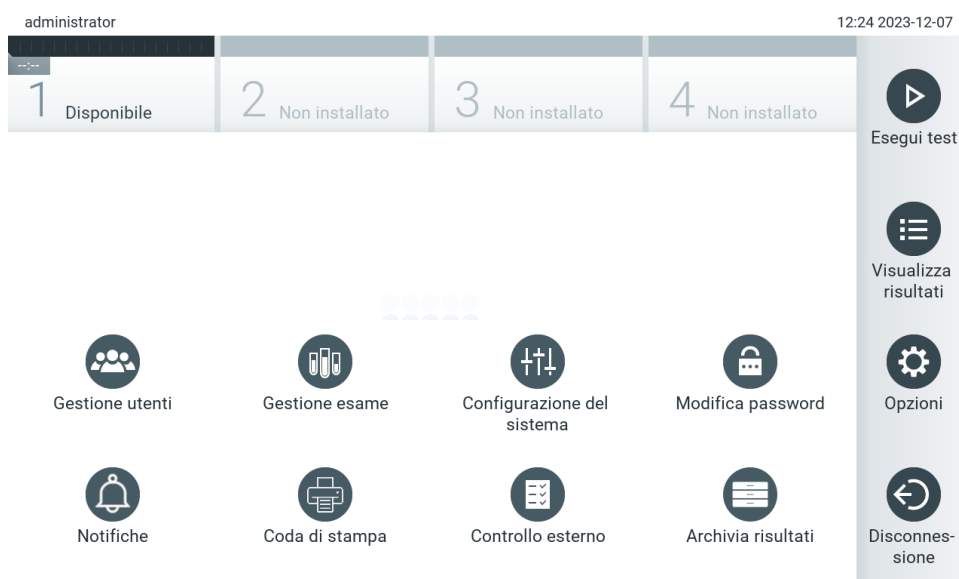 administrator
12:24 2023-12-07
--:--
1 Disponibile
2 Non installato
3 Non installato
4 Non installato
Esegui test
Visualizza
risultati
Gestione utenti
Gestione esame
Configurazione del
sistema
Modifica password
Opzioni
Notifiche
Coda di stampa
Controllo esterno
Archivia risultati
Disconnes-
sione